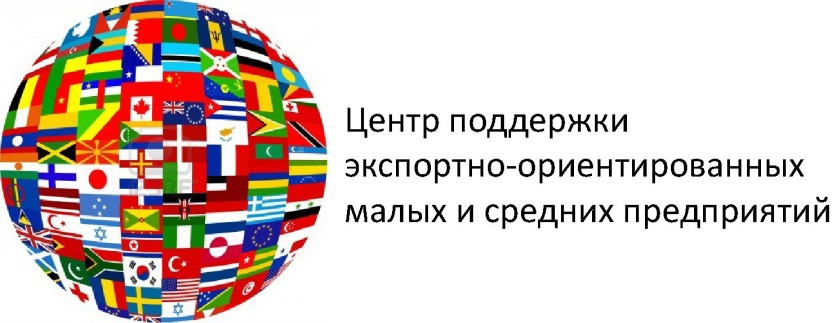 Центр поддержки
экспортно-ориентированных
малых и средних предприятий